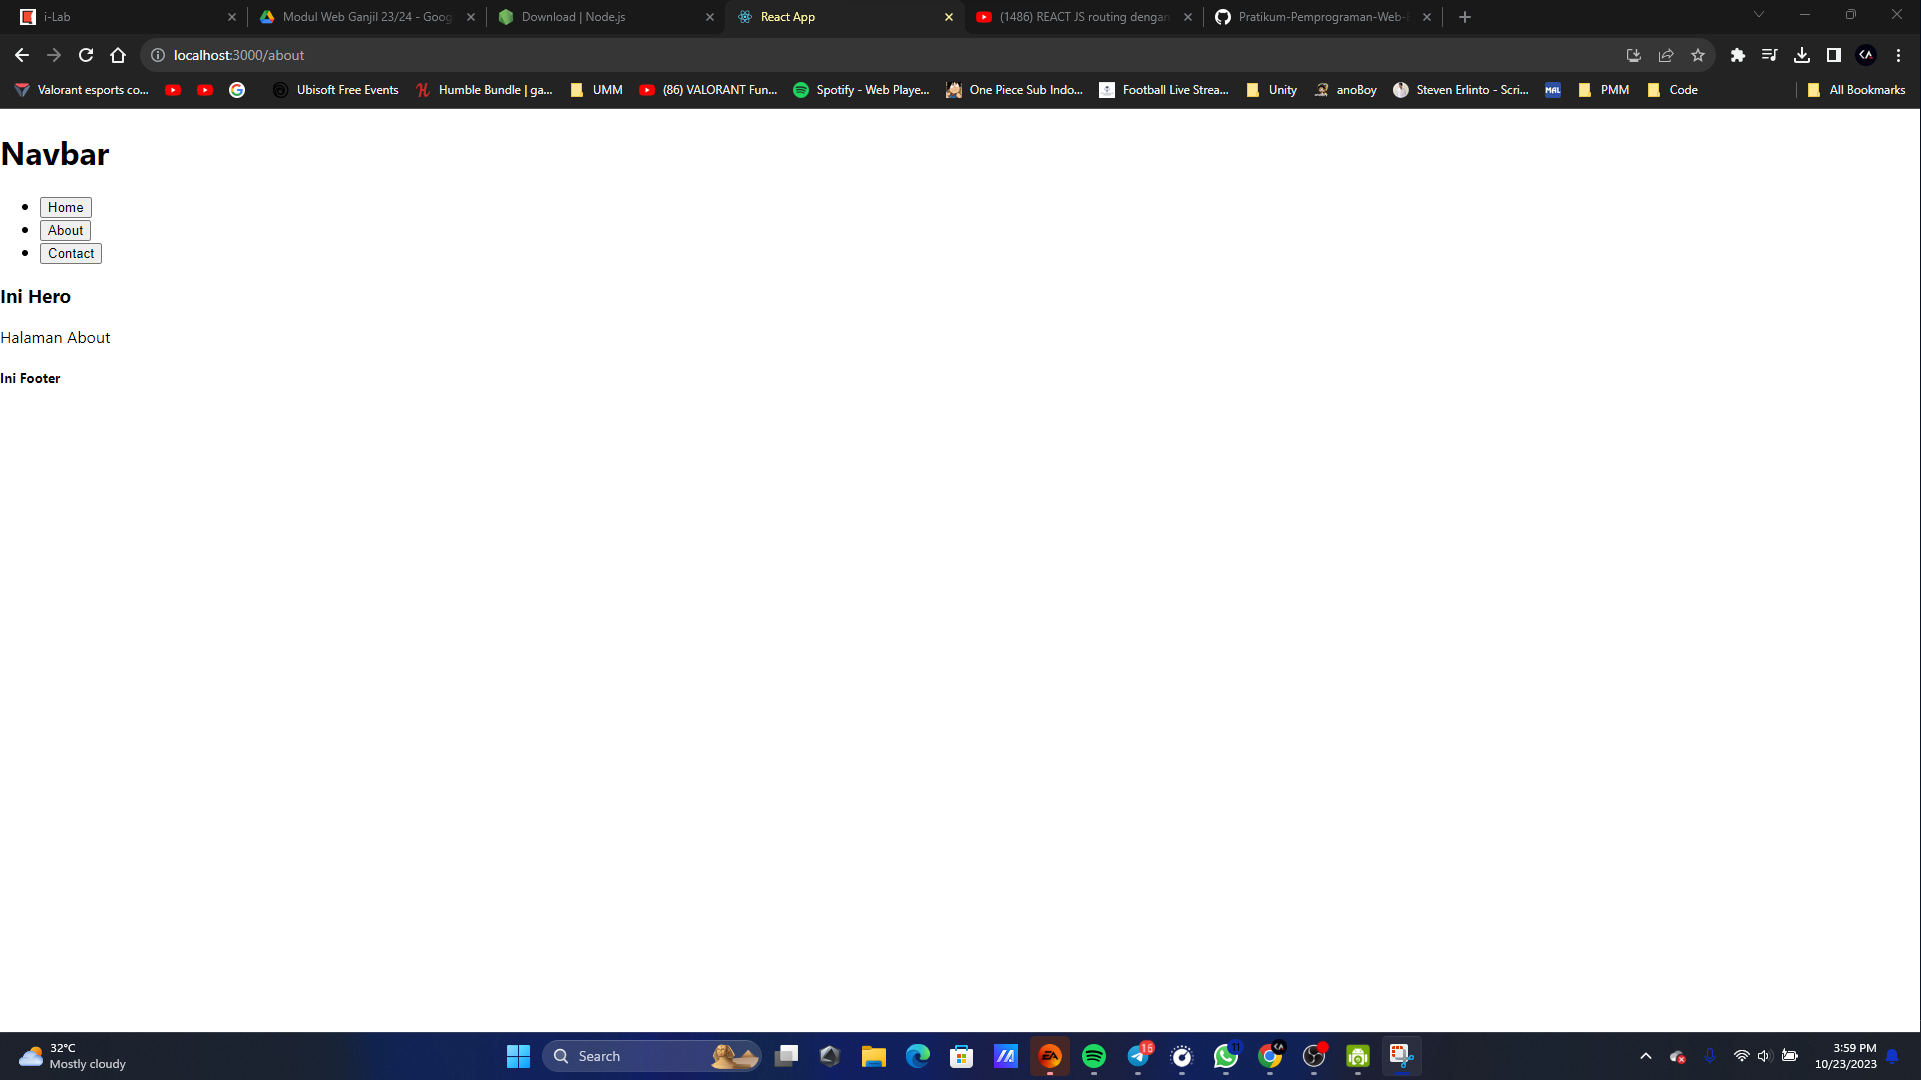 i-Lab
Modul Web Ganjil 23/24 - Goog
Download | Node.js
React App
(1486) REACT JS routing dengan
Pratikum-Pemprograman-Web-
localhost:3000/about
Valorant esports co...
Ubisoft Free Events
Humble Bundle | ga...
UMM
(86) VALORANT Fun...
Spotify - Web Playe...
One Piece Sub Indo...
Football Live Strea...
Unity
anoBoy
Steven Erlinto - Scri...
MAL
PMM
Code
All Bookmarks
Navbar
Home
About
Contact
Ini Hero
Halaman About
Ini Footer
32°C
Mostly cloudy
Search
EA
16
11
3:59 PM
10/23/2023